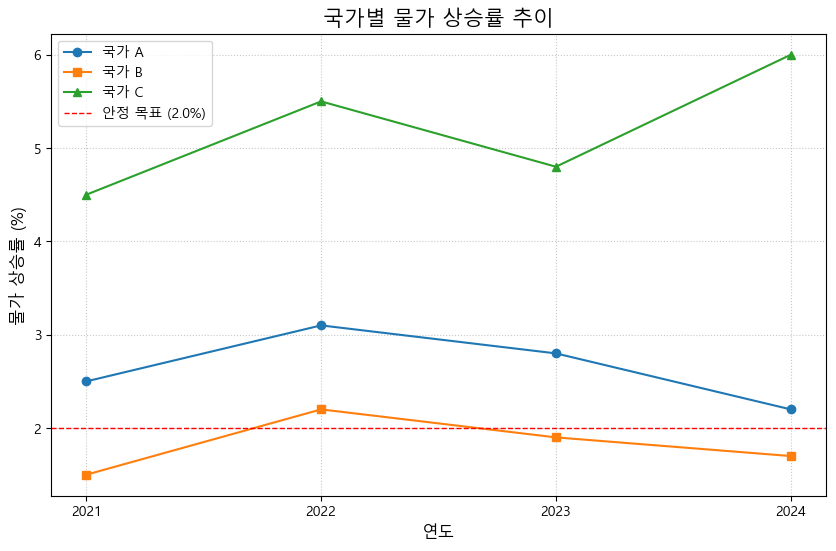 국가별 물가 상승률 추이
국가 A
국가 B
국가 C
안정 목표 (2.0%)
물가 상승률 (%)
6
5
4
3
2
2021 2022 2023 2024
연도